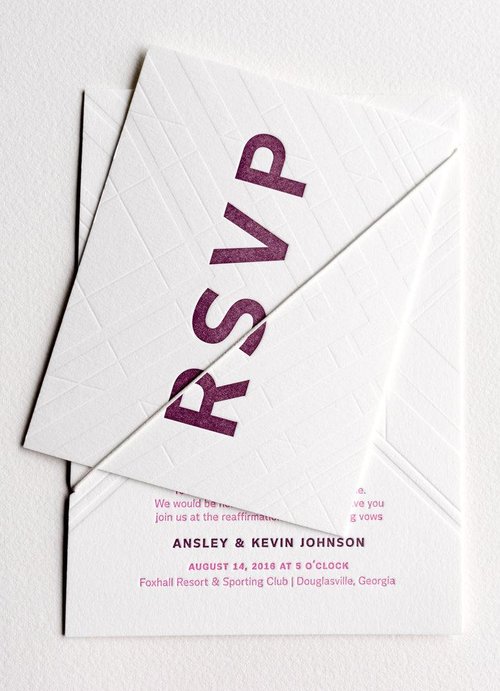 RSVP
We would be
ve you
join us at the reaffirmation
g vows
ANSLEY & KEVIN JOHNSON
AUGUST 14, 2016 AT 5 O'CLOCK
Foxhall Resort & Sporting Club | Douglasville, Georgia